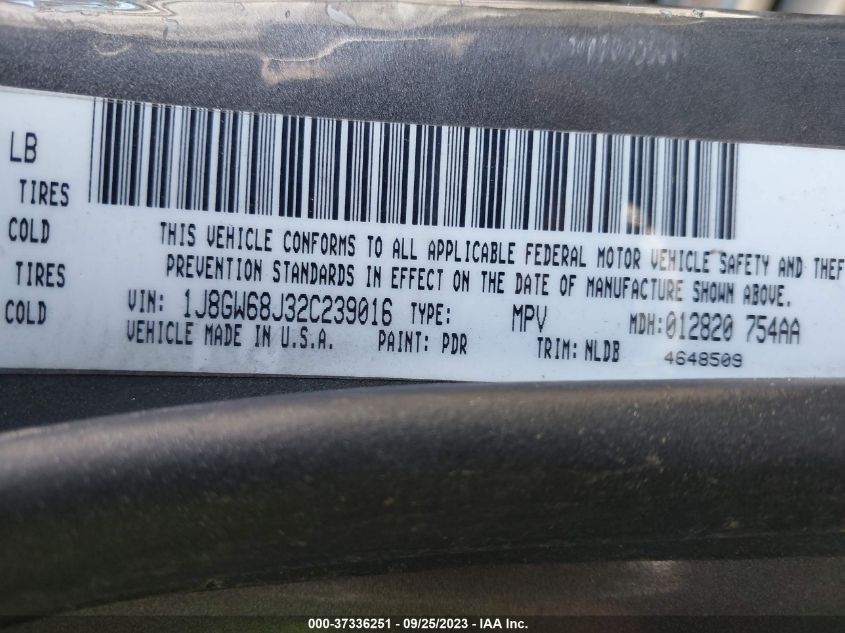 LB
TIRES
COLD
THIS VEHICLE CONFORMS TO ALL APPLICABLE FEDERAL MOTOR VEHICLE SAFETY AND THEF
TIRES
PREVENTION STANDARDS IN EFFECT ON THE DATE OF MANUFACTURE SHOWN ABOVE.
COLD
VIN: 1J8GW68J32C239016 TYPE: MPV MDH:012820 754AA
VEHICLE MADE IN U.S.A. PAINT: PDR TRIM: NLDB 4648509
000-37336251 - 09/25/2023 - IAA Inc.